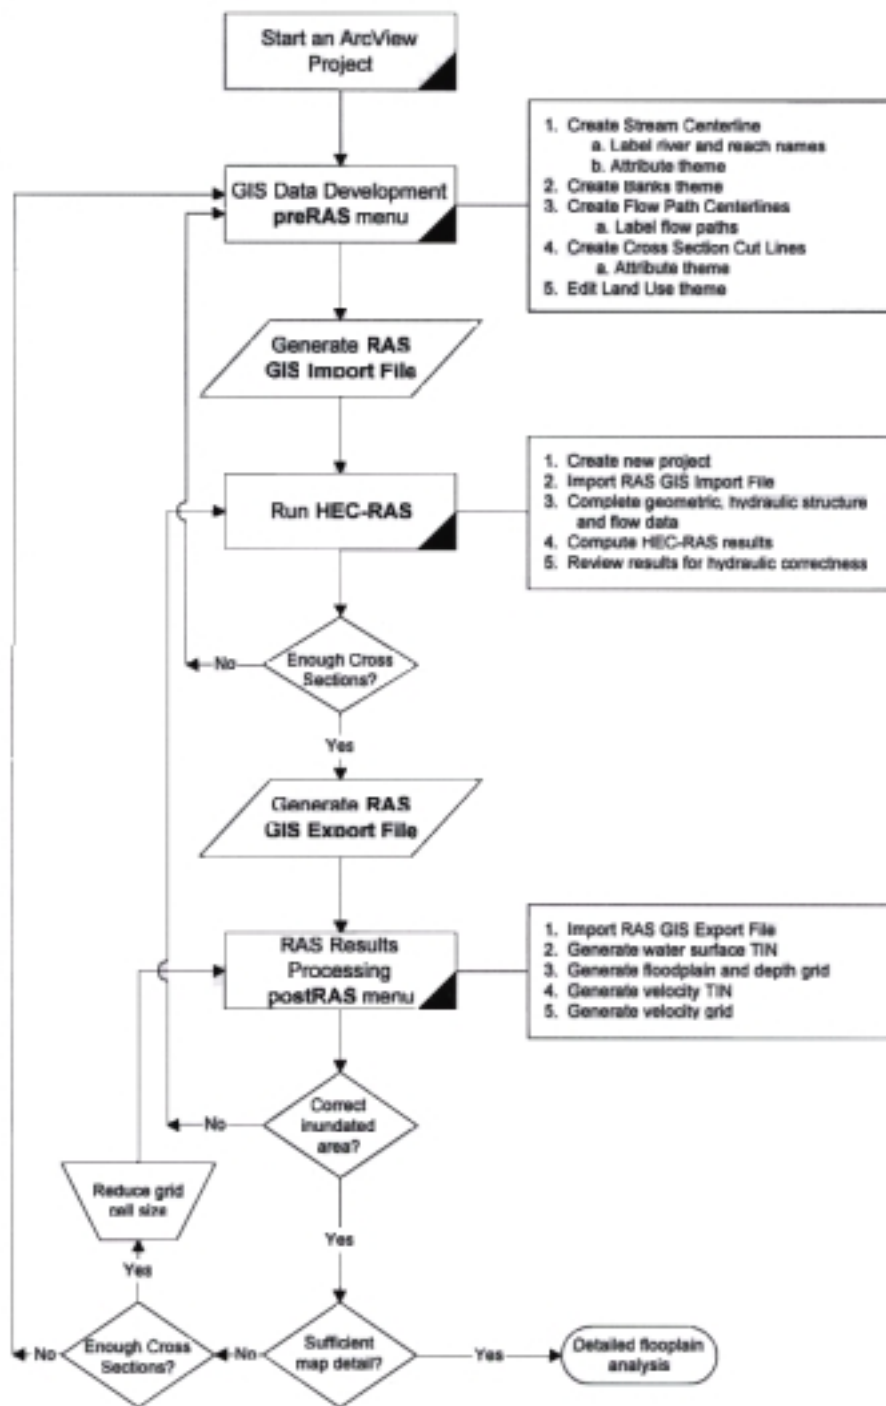 Start an ArcView
Project
GIS Data Development
preRAS menu
1. Create Stream Centerline
a. Label river and reach names
b. Attribute theme
2. Create Banks theme
3. Create Flow Path Centerlines
a. Label flow paths
4. Create Cross Section Cut Lines
a. Attribute theme
5. Edit Land Use theme
Generate RAS
GIS Import File
Run HEC-RAS
1. Create new project
2. Import RAS GIS Import File
3. Complete geometric, hydraulic structure
and flow data
4. Compute HEC-RAS results
5. Review results for hydraulic correctness
No
Enough Cross
Sections?
Yes
Generate RAS
GIS Export File
RAS Results
Processing
postRAS menu
1. Import RAS GIS Export File
2. Generate water surface TIN
3. Generate floodplain and depth grid
4. Generate velocity TIN
5. Generate velocity grid
No
Correct
inundated
area?
Reduce grid
cell size
Yes
Yes
No
Enough Cross
Sections?
No
Sufficient
map detail?
Yes
Detailed flooplain
analysis